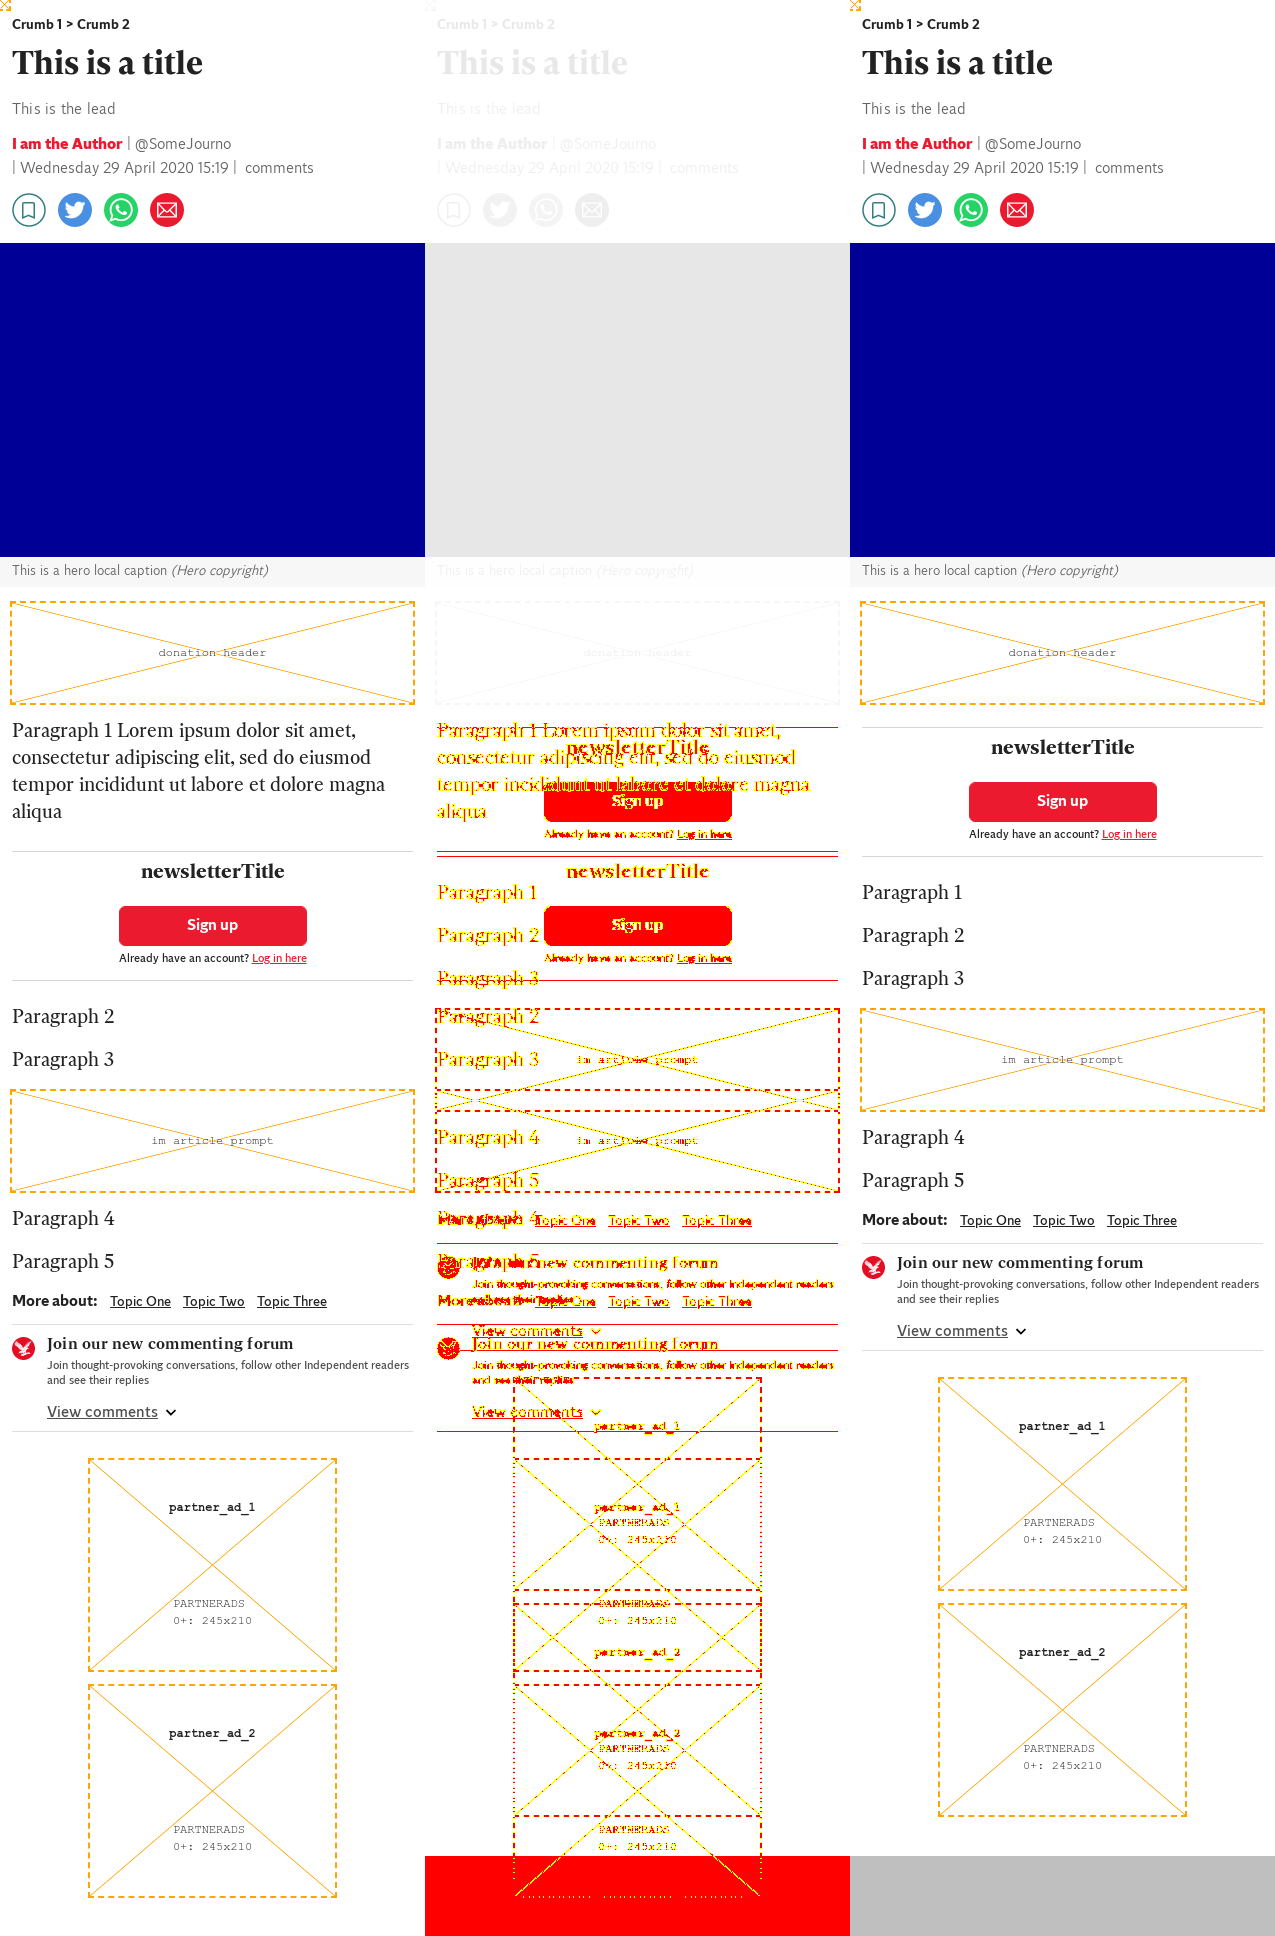 Crumb 1 > Crumb 2
This is a title
This is the lead
I am the Author | @SomeJourno
| Wednesday 29 April 2020 15:19 | comments
This is a hero local caption (Hero copyright)
donation header
Paragraph 1 Lorem ipsum dolor sit amet,
consectetur adipiscing elit, sed do eiusmod
tempor incididunt ut labore et dolore magna
aliqua
newsletterTitle
Sign up
Already have an account? Log in here
Paragraph 2
Paragraph 3
im article prompt
Paragraph 4
Paragraph 5
More about: Topic One Topic Two Topic Three
Join our new commenting forum
Join thought-provoking conversations, follow other Independent readers
and see their replies
View comments
partner_ad_1
PARTNERADS
0+: 245x210
partner_ad_2
PARTNERADS
0+: 245x210
Crumb 1 > Crumb 2
This is a title
This is the lead
I am the Author | @SomeJourno
| Wednesday 29 April 2020 15:19 | comments
This is a hero local caption (Hero copyright)
donation header
Paragraph 1 Lorem ipsum dolor sit amet,
newsletterTitle
consectetur adipiscing elit, sed do eiusmod
tempor incididunt ut labore et dolore magna
Sign up
aliqua
Already have an account? Log in here
newsletterTitle
Paragraph 1
Sign up
Paragraph 2
Already have an account? Log in here
Paragraph 3
Paragraph 2
Paragraph 3
im article prompt
Paragraph 4
im article prompt
Paragraph 5
Paragraph 4
Topic One Topic Two Topic Three
Paragraph 5
new commenting forum
Join thought-provoking conversations, follow other Independent readers
More about: Topic One Topic Two Topic Three
View comments
Join our new commenting forum
Join thought-provoking conversations, follow other Independent readers
and see their replies
View comments
partner_ad_1
partner_ad_1
PARTNERADS
0+: 245x210
PARTNERADS
0+: 245x210
partner_ad_2
partner_ad_2
PARTNERADS
0+: 245x210
PARTNERADS
0+: 245x210
Crumb 1 > Crumb 2
This is a title
This is the lead
I am the Author | @SomeJourno
| Wednesday 29 April 2020 15:19 | comments
This is a hero local caption (Hero copyright)
donation header
newsletterTitle
Sign up
Already have an account? Log in here
Paragraph 1
Paragraph 2
Paragraph 3
im article prompt
Paragraph 4
Paragraph 5
More about: Topic One Topic Two Topic Three
Join our new commenting forum
Join thought-provoking conversations, follow other Independent readers
and see their replies
View comments
partner_ad_1
PARTNERADS
0+: 245x210
partner_ad_2
PARTNERADS
0+: 245x210